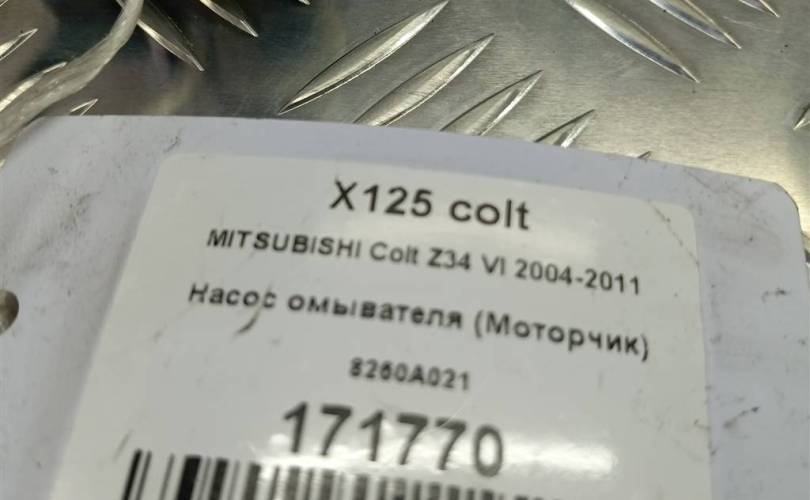 X125 colt
MITSUBISHI Colt Z34 VI 2004-2011
Насос омывателя (Моторчик)
8260A021
171770